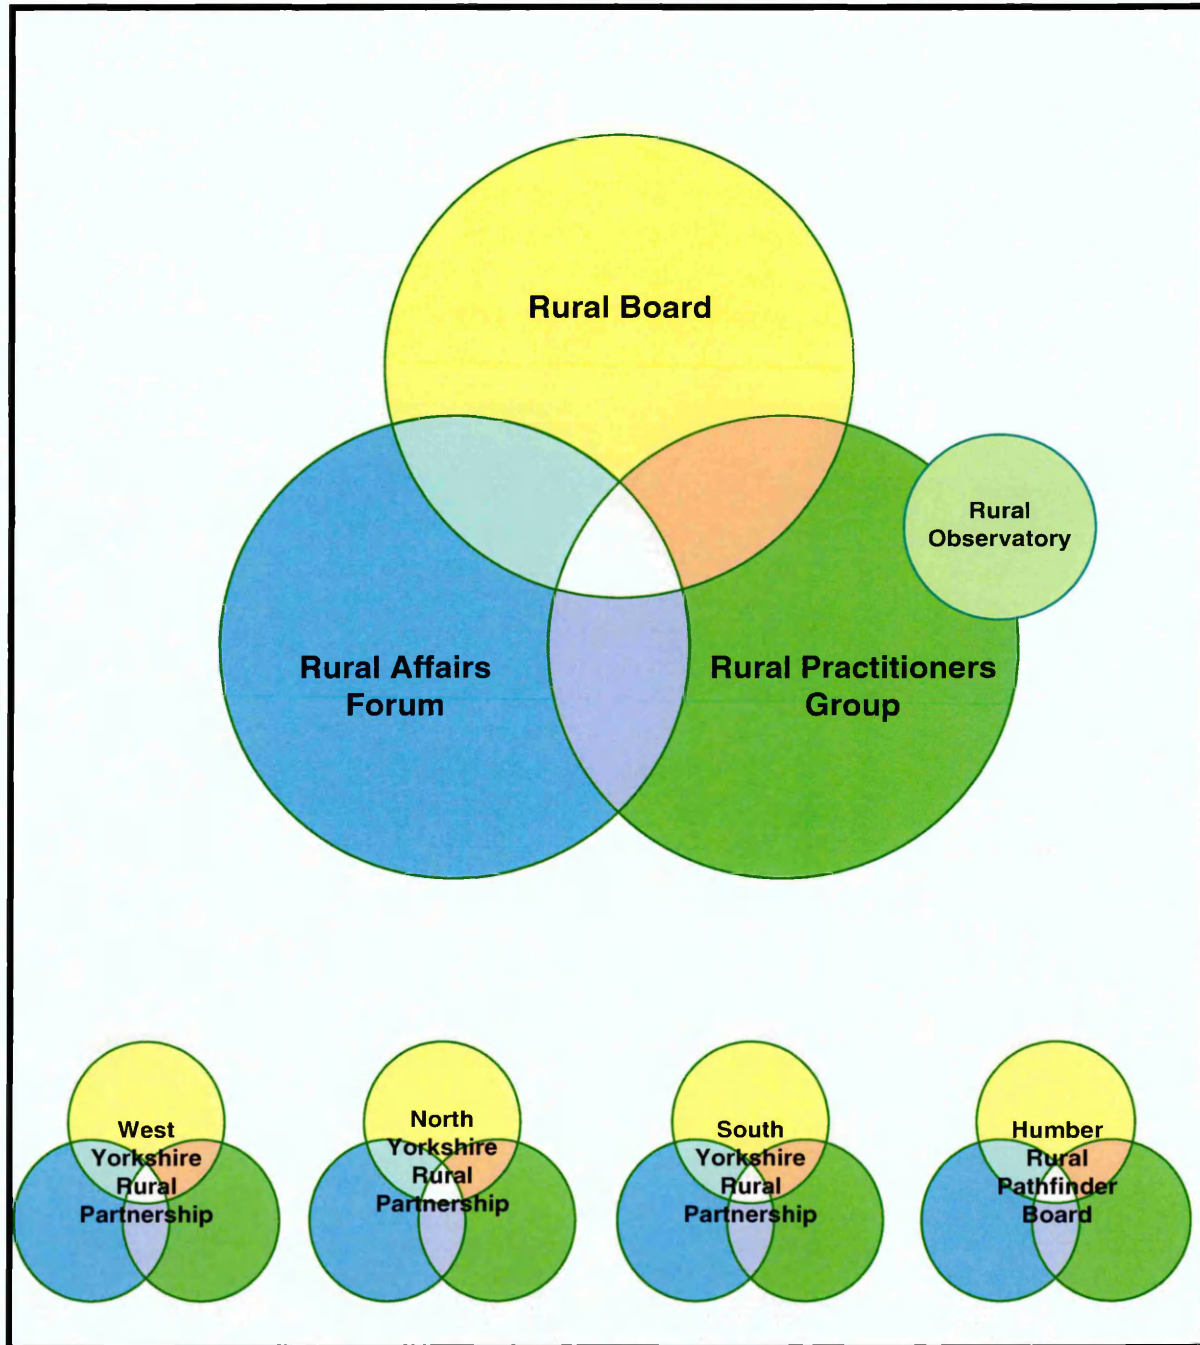 Rural Board
Rural
Observatory
Rural Affairs
Forum
Rural Practitioners
Group
West
Yorkshire
Rural
Partnership
North
Yorkshire
Rural
Partnership
South
Yorkshire
Rural
Partnership
Humber
Rural
Pathfinder
Board